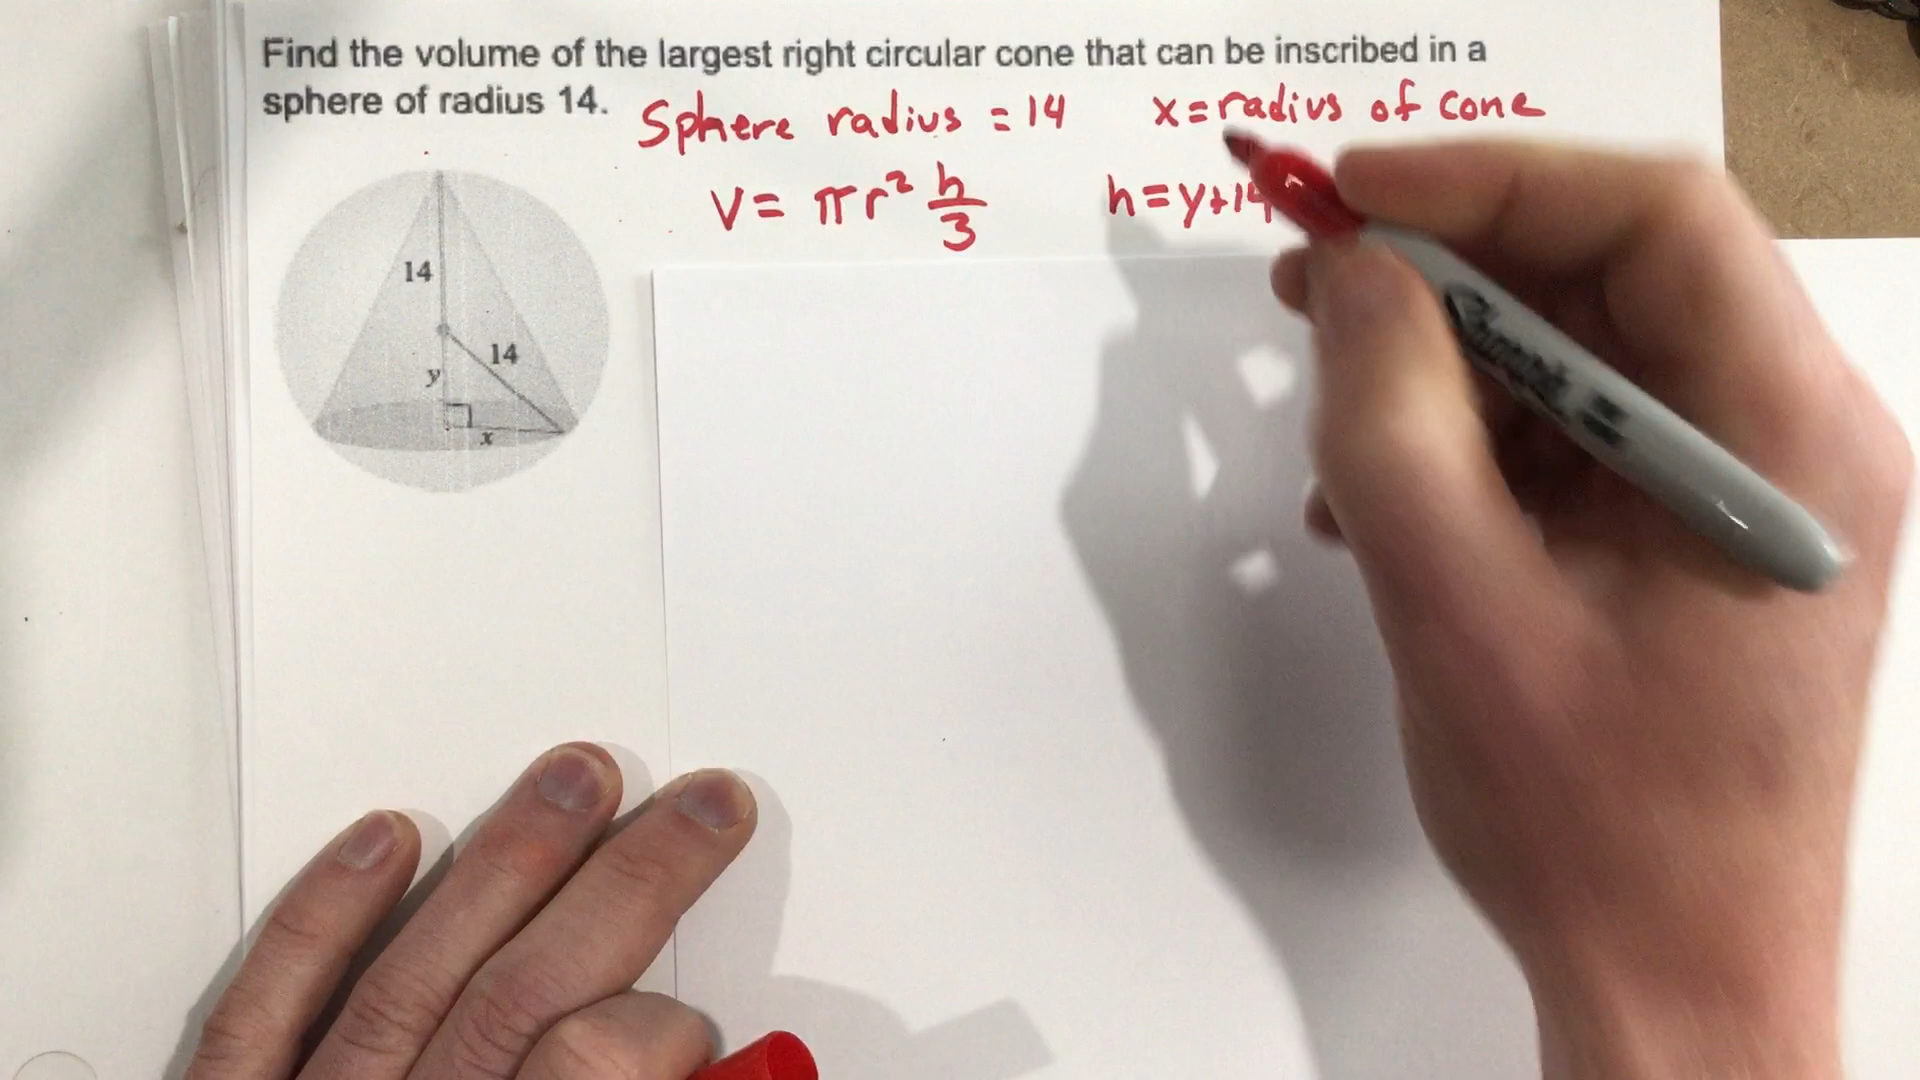 Find the volume of the largest right circular cone that can be inscribed in a
sphere of radius 14.
Sphere radius = 14 x = radius of cone
V = πr² h/3 h = y+14
14
14
y
x
Sharpie